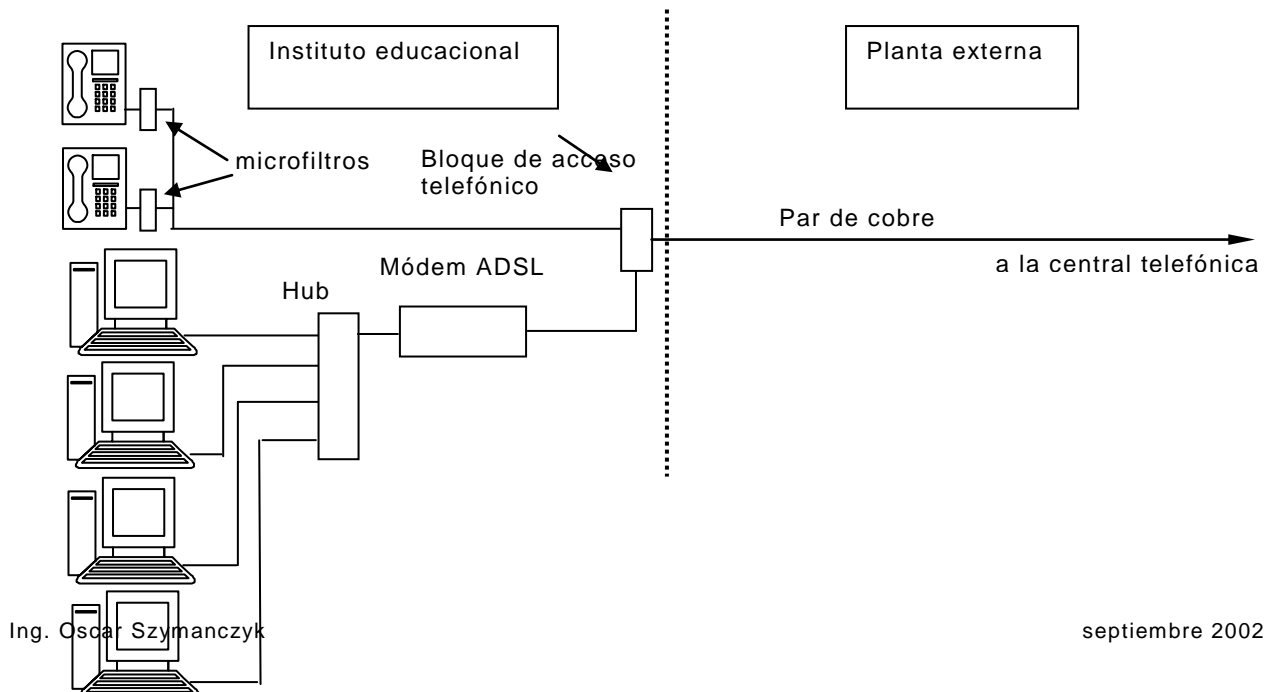 Instituto educacional
Planta externa
microfiltros
Bloque de acceso
telefónico
Par de cobre
a la central telefónica
Módem ADSL
Hub
Ing. Oscar Szymanczyk
septiembre 2002